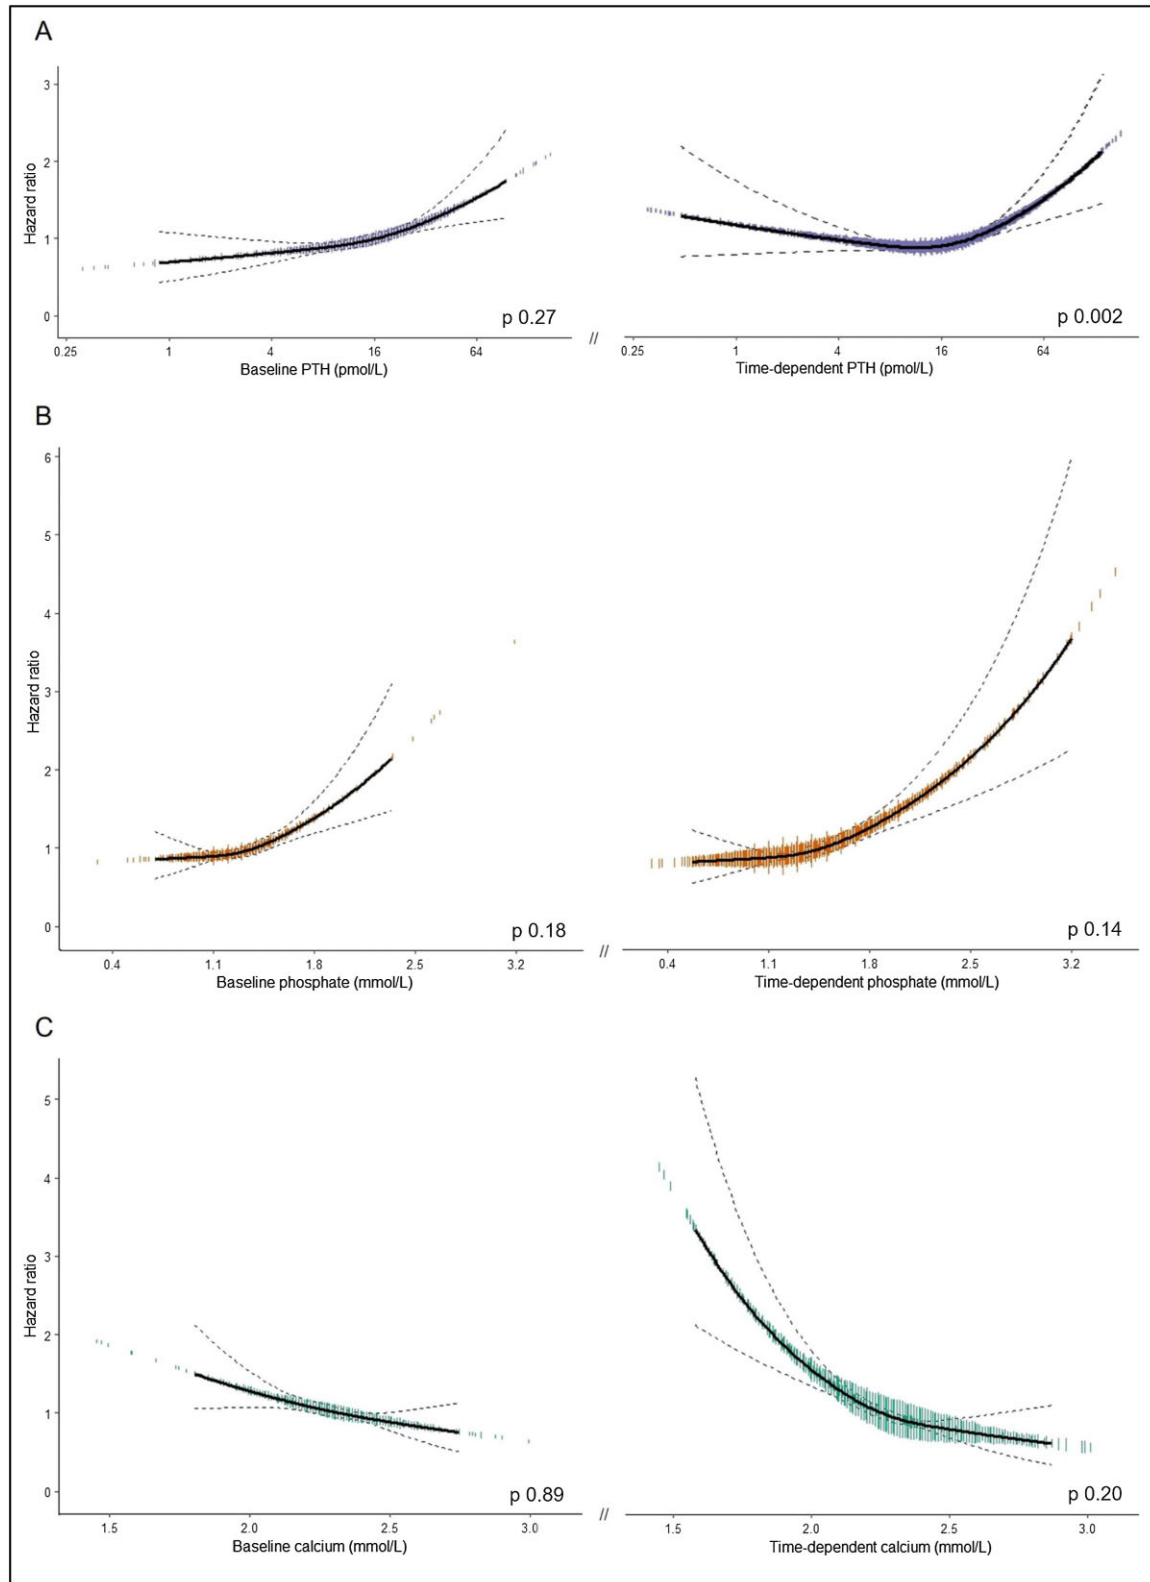 A
3
2
1
0
Hazard ratio
p 0.27
0.25 1 4 16 64
Baseline PTH (pmol/L)
//
p 0.002
0.25 1 4 16 64
Time-dependent PTH (pmol/L)
B
6
5
4
3
2
1
0
Hazard ratio
p 0.18
0.4 1.1 1.8 2.5 3.2
Baseline phosphate (mmol/L)
//
p 0.14
0.4 1.1 1.8 2.5 3.2
Time-dependent phosphate (mmol/L)
C
5
4
3
2
1
0
Hazard ratio
p 0.89
1.5 2.0 2.5 3.0
Baseline calcium (mmol/L)
//
p 0.20
1.5 2.0 2.5 3.0
Time-dependent calcium (mmol/L)